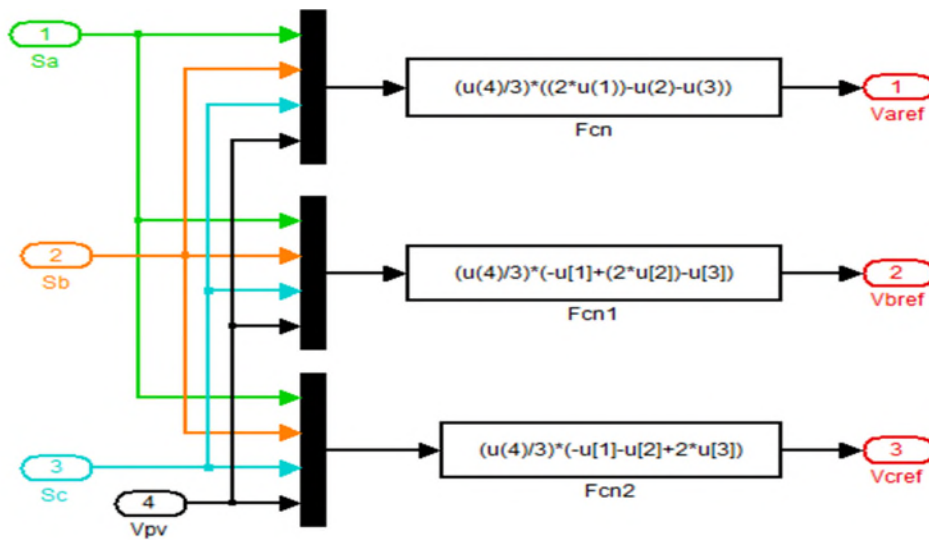 1
Sa
(u(4)/3)*((2*u(1))-u(2)-u(3))
Fcn
1
Varef
2
Sb
(u(4)/3)*(-u[1]+(2*u[2])-u[3])
Fcn1
2
Vbref
3
Sc
4
Vpv
(u(4)/3)*(-u[1]-u[2]+2*u[3])
Fcn2
3
Vcref